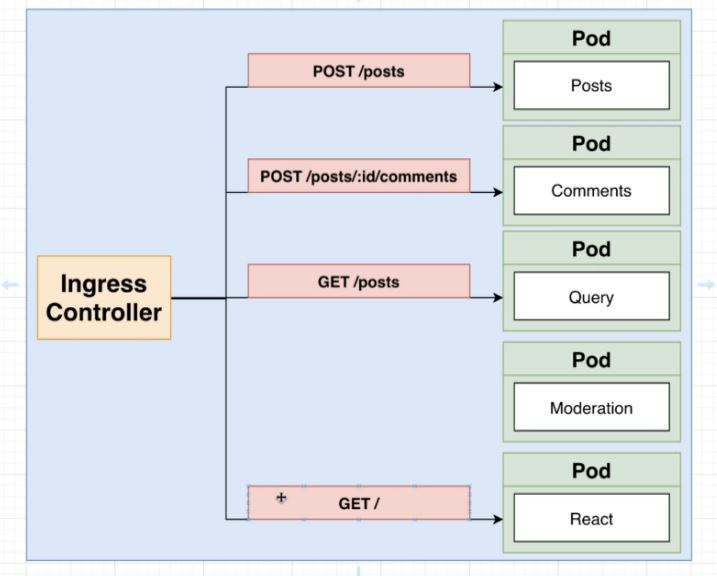 Pod
POST /posts
Posts
Pod
POST /posts/:id/comments
Comments
Pod
GET /posts
Query
Ingress
Controller
Pod
Moderation
Pod
GET /
React